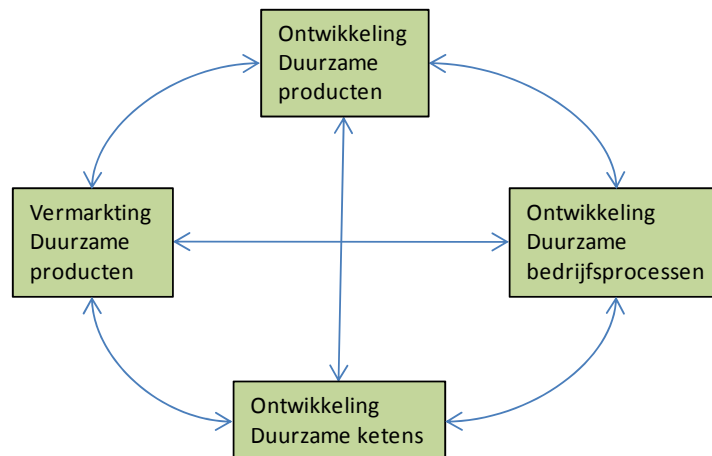 Ontwikkeling
Duurzame
producten
Vermarkting
Duurzame
producten
Ontwikkeling
Duurzame
bedrijfsprocessen
Ontwikkeling
Duurzame ketens